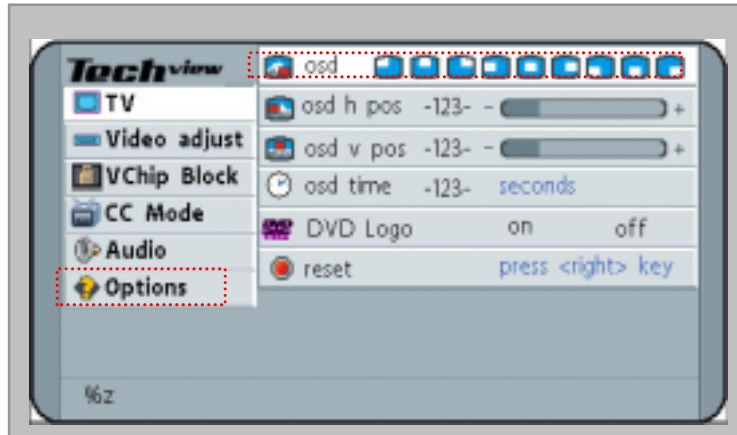 Techview
TV
Video adjust
VChip Block
CC Mode
Audio
Options
osd
osd h pos -123- - +
osd v pos -123- - +
osd time -123- seconds
DVD Logo on off
reset press <right> key
%z